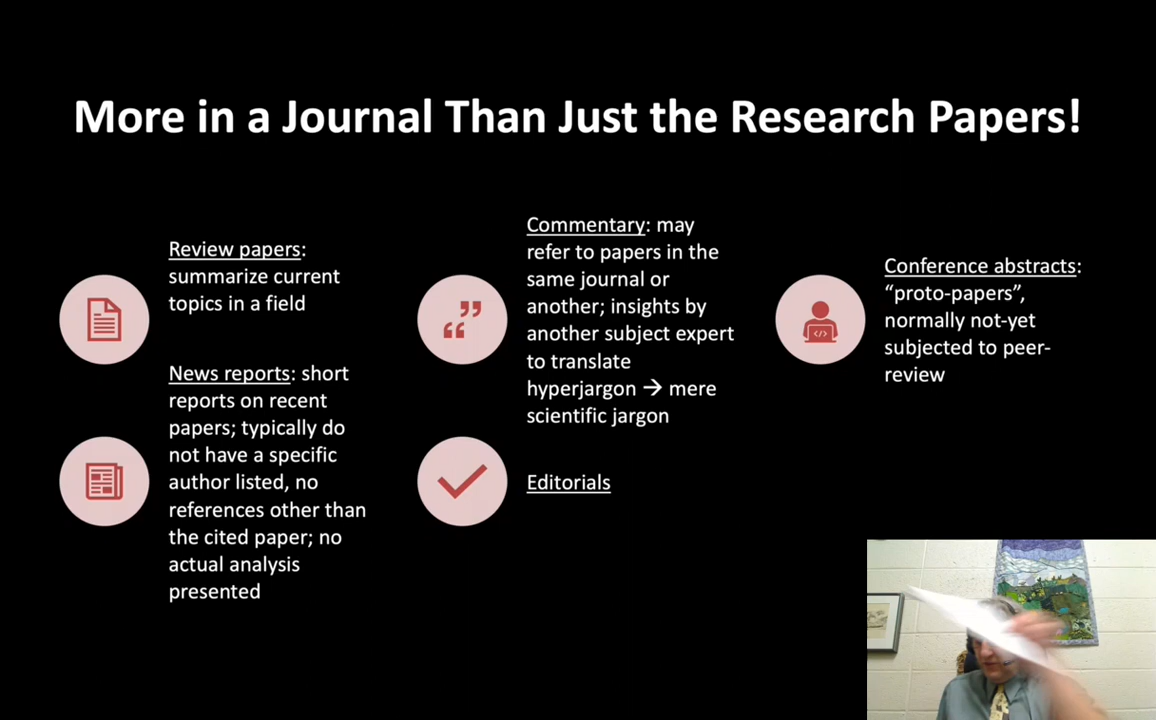 More in a Journal Than Just the Research Papers!
Review papers:
summarize current
topics in a field
Commentary: may
refer to papers in the
same journal or
another; insights by
another subject expert
to translate
hyperjargon → mere
scientific jargon
Conference abstracts:
“proto-papers”,
normally not-yet
subjected to peer-
review
News reports: short
reports on recent
papers; typically do
not have a specific
author listed, no
references other than
the cited paper; no
actual analysis
presented
Editorials